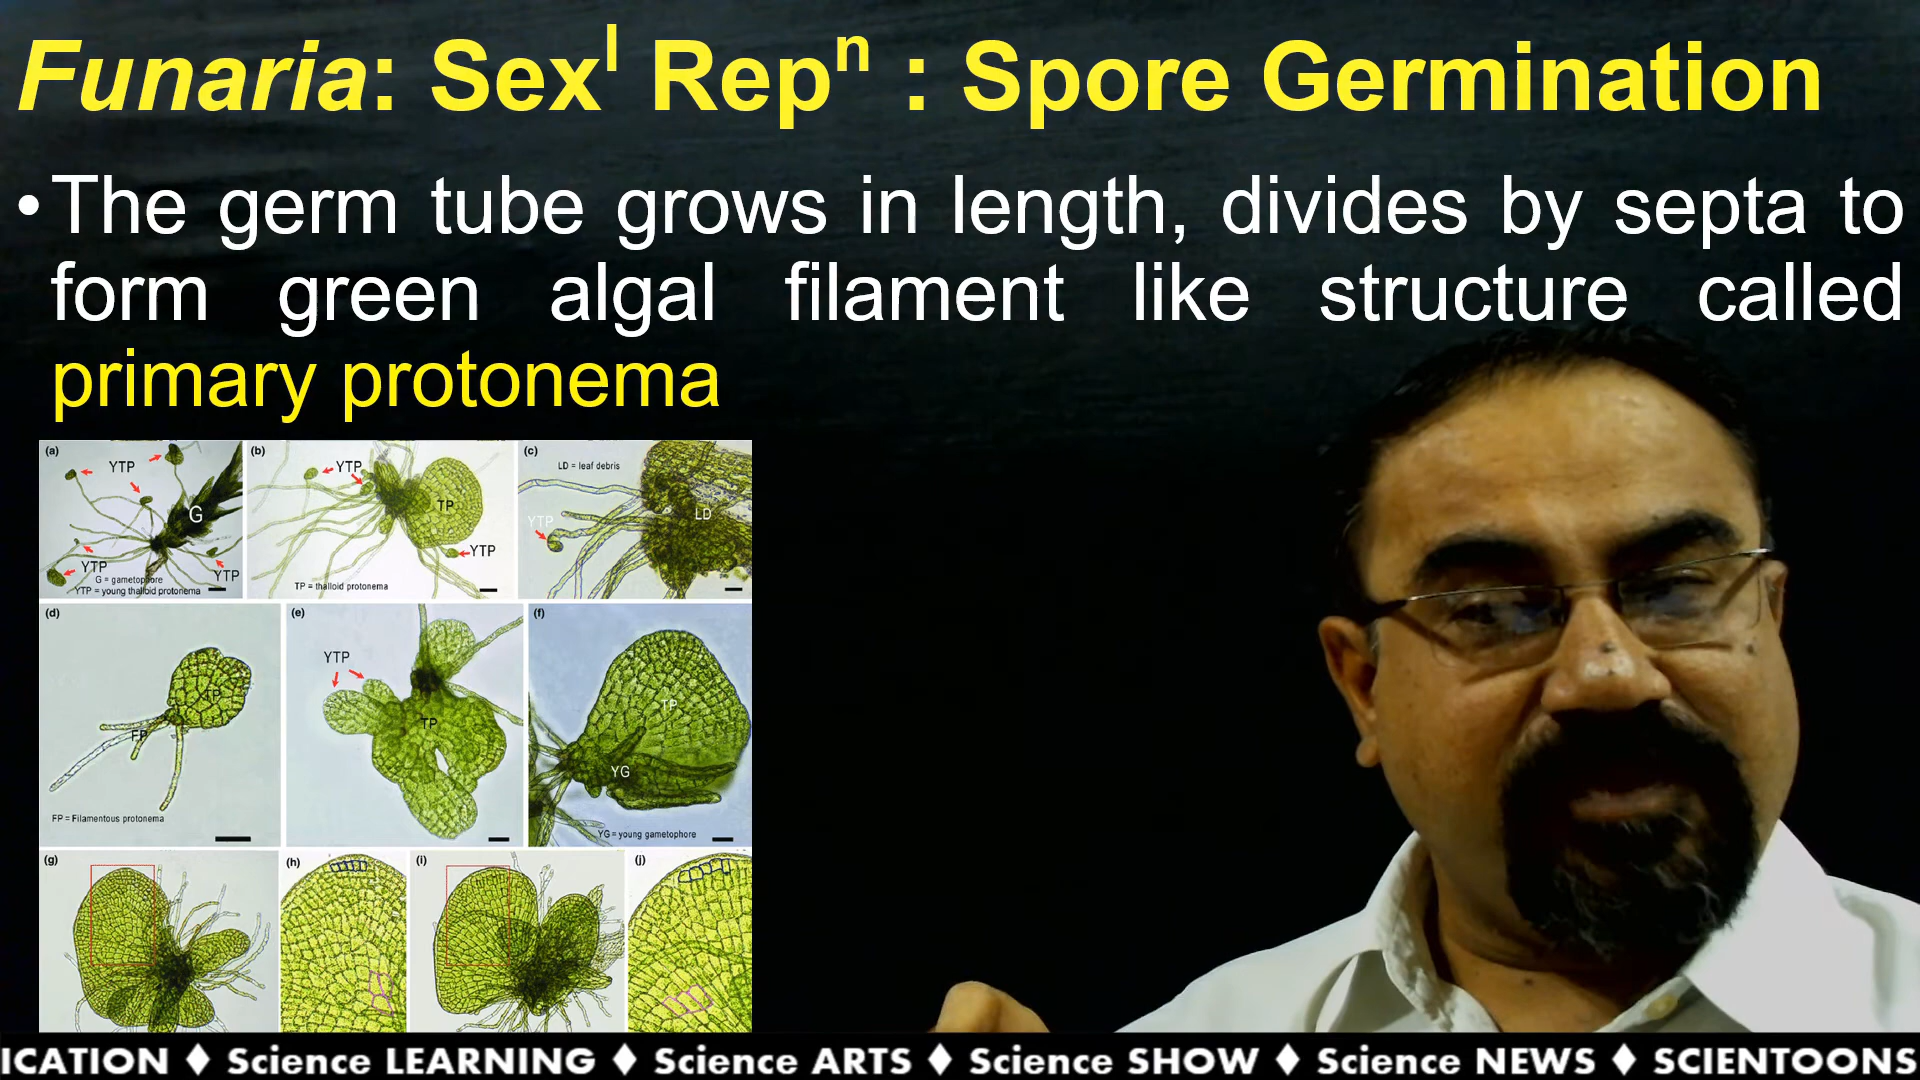 Funaria: Sexl Repn : Spore Germination
•The germ tube grows in length, divides by septa to
form green algal filament like structure called
primary protonema
(a)
YTP
G
YTP
YTP
G = gametophore
YTP = young thalloid protonema
(b)
YTP
TP
YTP
TP = thalloid protonema
(c)
LD = leaf debris
LD
YTP
(d)
TP
FP
FP = Filamentous protonema
(e)
YTP
TP
(f)
TP
YG
YG = young gametophore
(g)
(h)
(i)
(j)
ICATION ♦ Science LEARNING ♦ Science ARTS ♦ Science SHOW ♦ Science NEWS ♦ SCIENTOONS